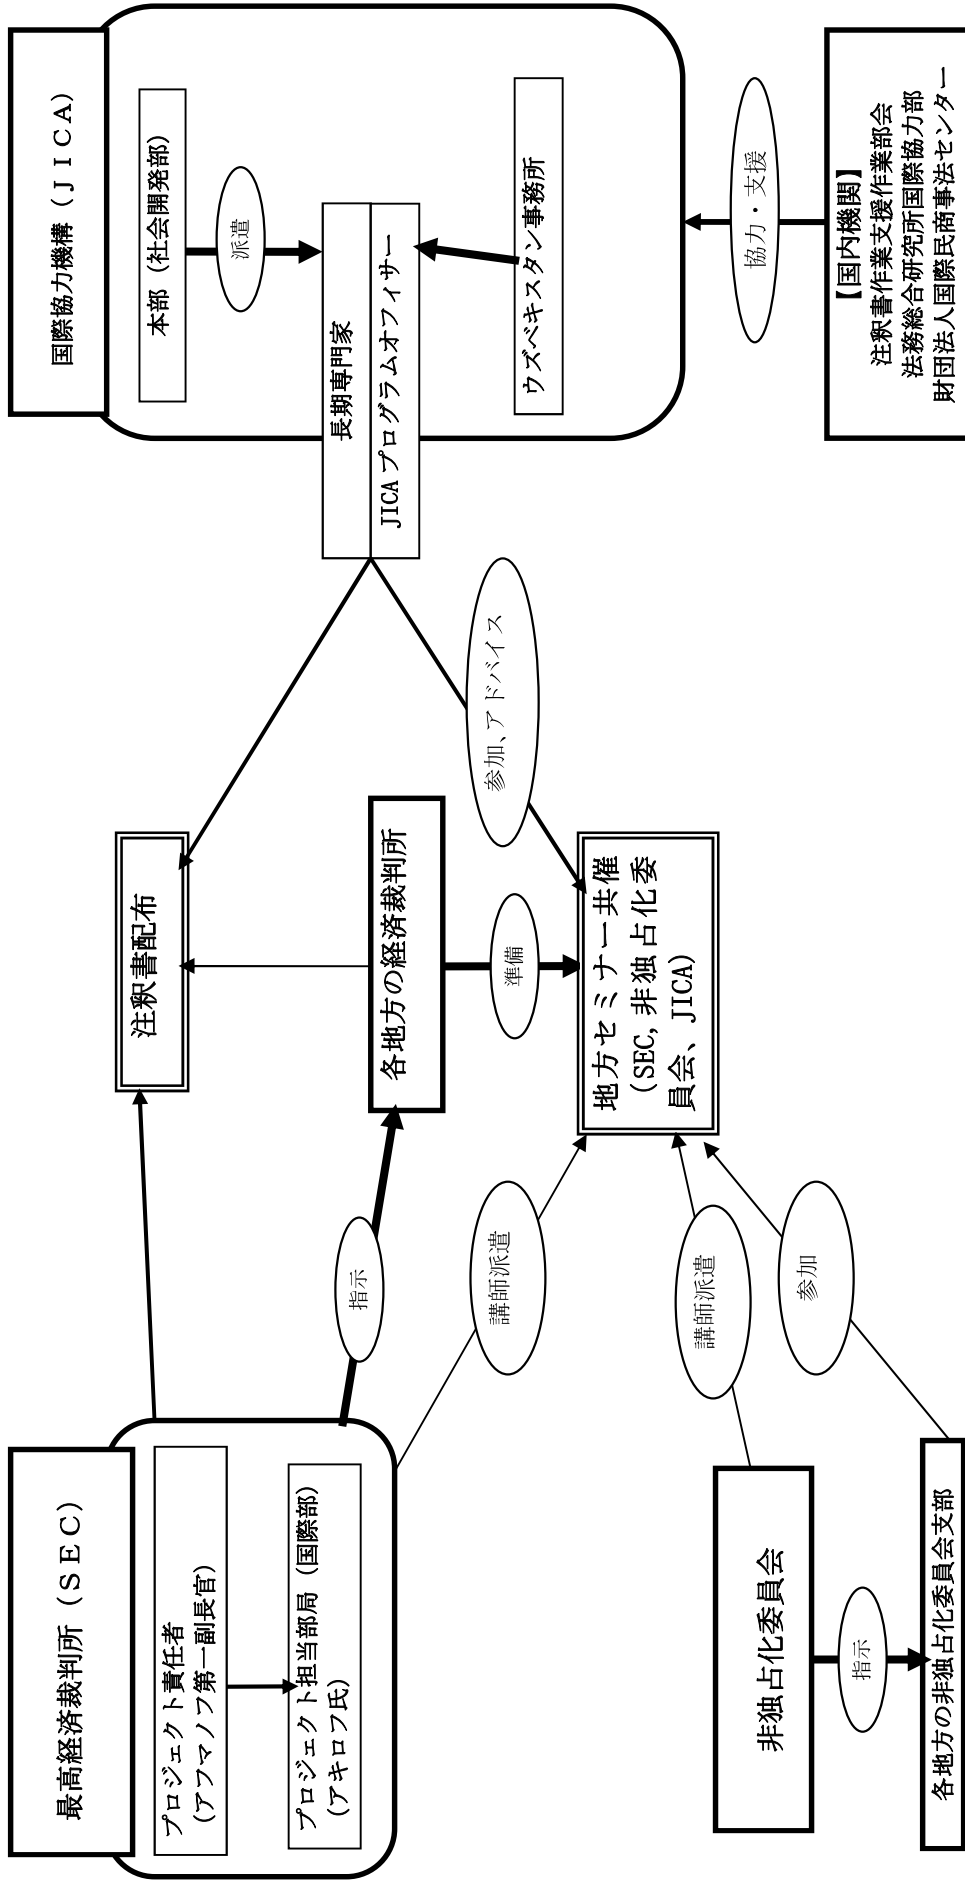 最高経済裁判所（ＳＥＣ）
プロジェクト責任者
(アフマノフ第一副長官)
プロジェクト担当部局（国際部）
(アキロフ氏)
指示
講師派遣
非独占化委員会
指示
各地方の非独占化委員会支部
講師派遣
参加
注釈書配布
各地方の経済裁判所
準備
地方セミナー共催
(SEC, 非独占化委
員会、JICA)
参加、アドバイス
国際協力機構（ＪＩＣＡ）
本部（社会開発部）
派遣
長期専門家
JICA プログラムオフィサー
ウズベキスタン事務所
協力・支援
【国内機関】
注釈書作業支援作業部会
法務総合研究所国際協力部
財団法人国際民商事法センター